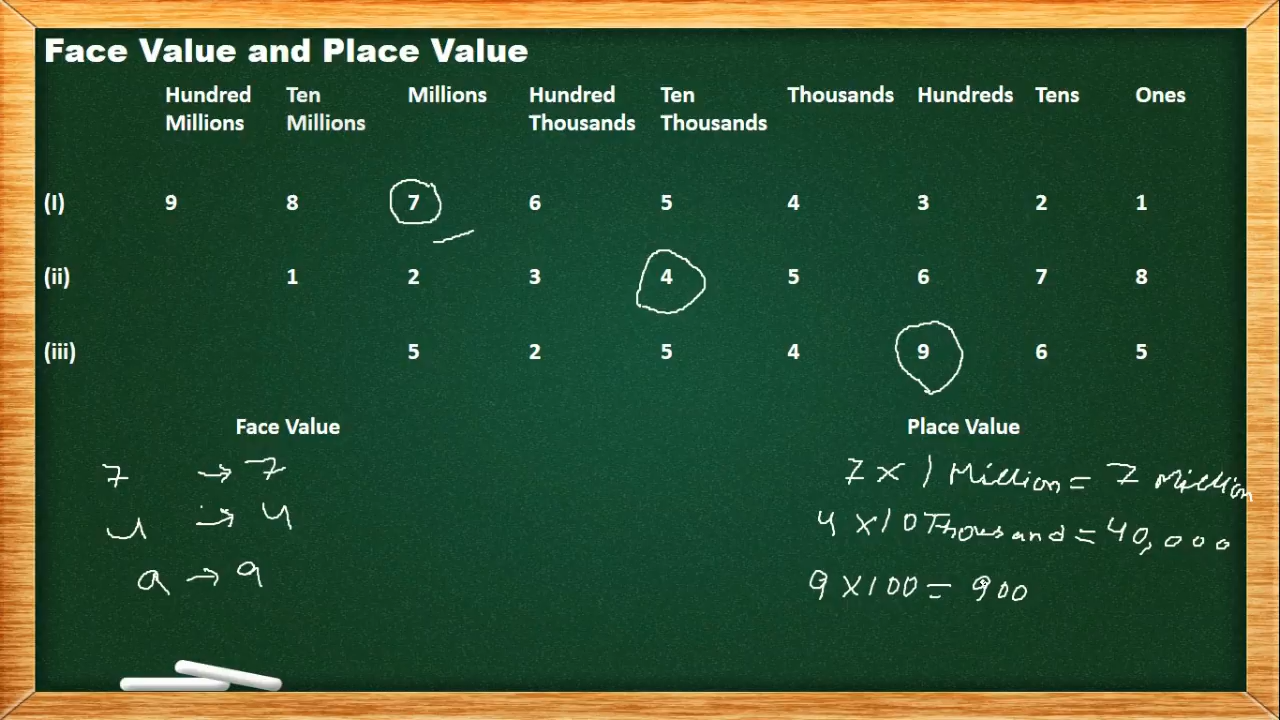 Face Value and Place Value
Hundred Millions Ten Millions Millions Hundred Thousands Ten Thousands Thousands Hundreds Tens Ones
(I) 9 8 7 6 5 4 3 2 1
(ii) 1 2 3 4 5 6 7 8
(iii) 5 2 5 4 9 6 5
Face Value Place Value
7 → 7 7 × 1 Million = 7 Million
4 → 4 4 × 10 Thousand = 40,000
9 → 9 9 × 100 = 900